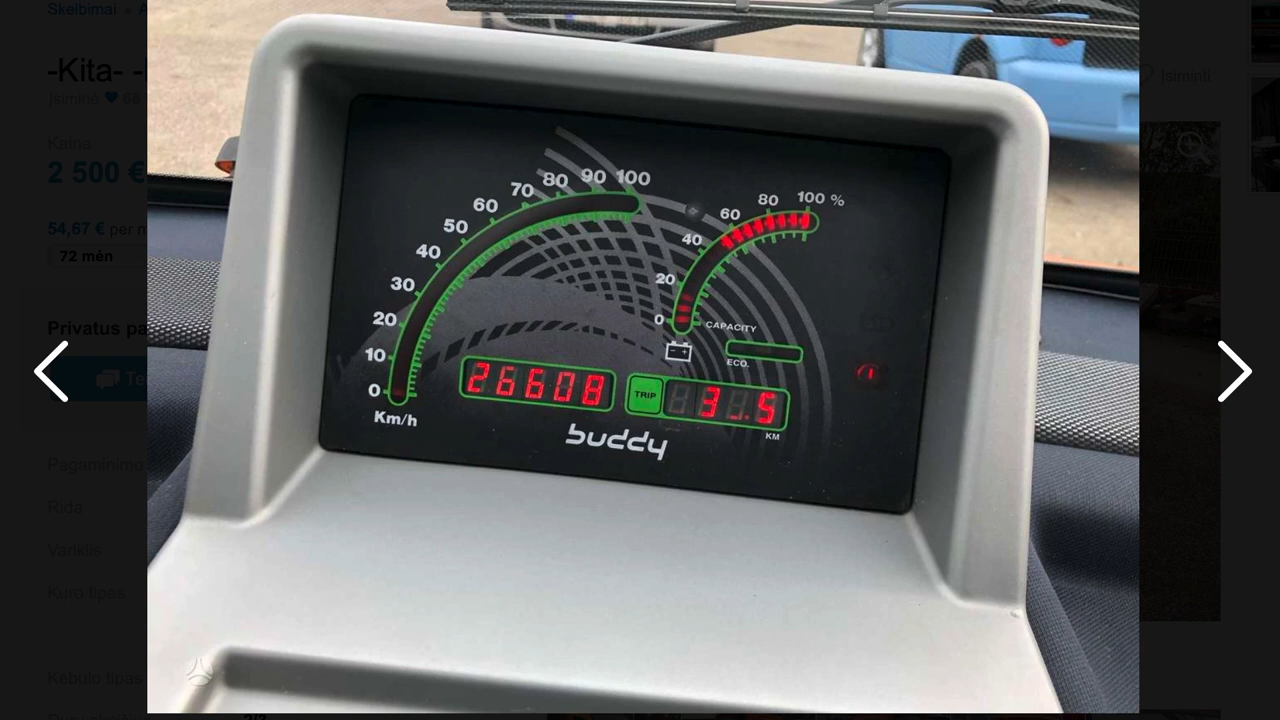 Skelbimai
-Kita-
Įsiminė
Įsiminti
Kaina
2 500 €
54,67 € per
72 mėn
Privatus
Pagaminimo
Rida
Variklis
Kuro tipas
Kėbulo tipas
0 10 20 30 40 50 60 70 80 90 100
Km/h
0 20 40 60 80 100 %
CAPACITY
- +
ECO.
26608
TRIP
3.5
KM
buddy